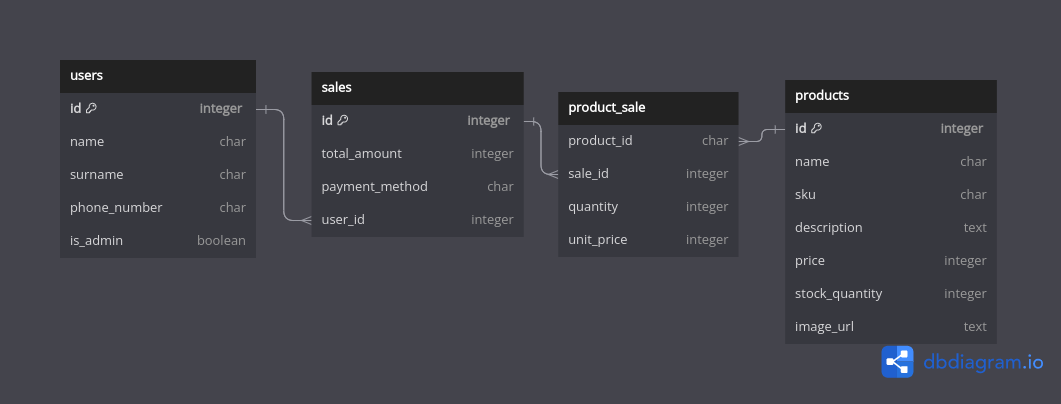 users
id integer
name char
surname char
phone_number char
is_admin boolean
sales
id integer
total_amount integer
payment_method char
user_id integer
product_sale
product_id char
sale_id integer
quantity integer
unit_price integer
products
id integer
name char
sku char
description text
price integer
stock_quantity integer
image_url text
dbdiagram.io